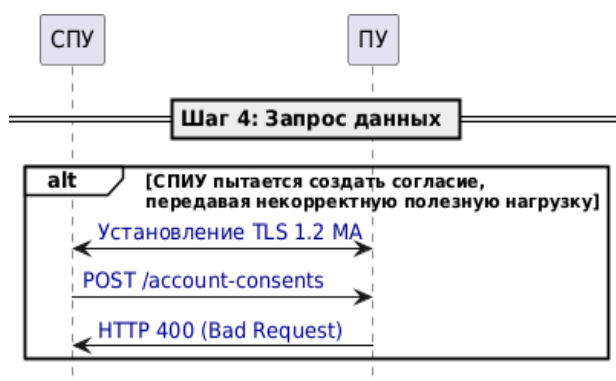 СПУ
ПУ
Шаг 4: Запрос данных
alt
[СПИУ пытается создать согласие,
передавая некорректную полезную нагрузку]
Установление TLS 1.2 MA
POST /account-consents
HTTP 400 (Bad Request)